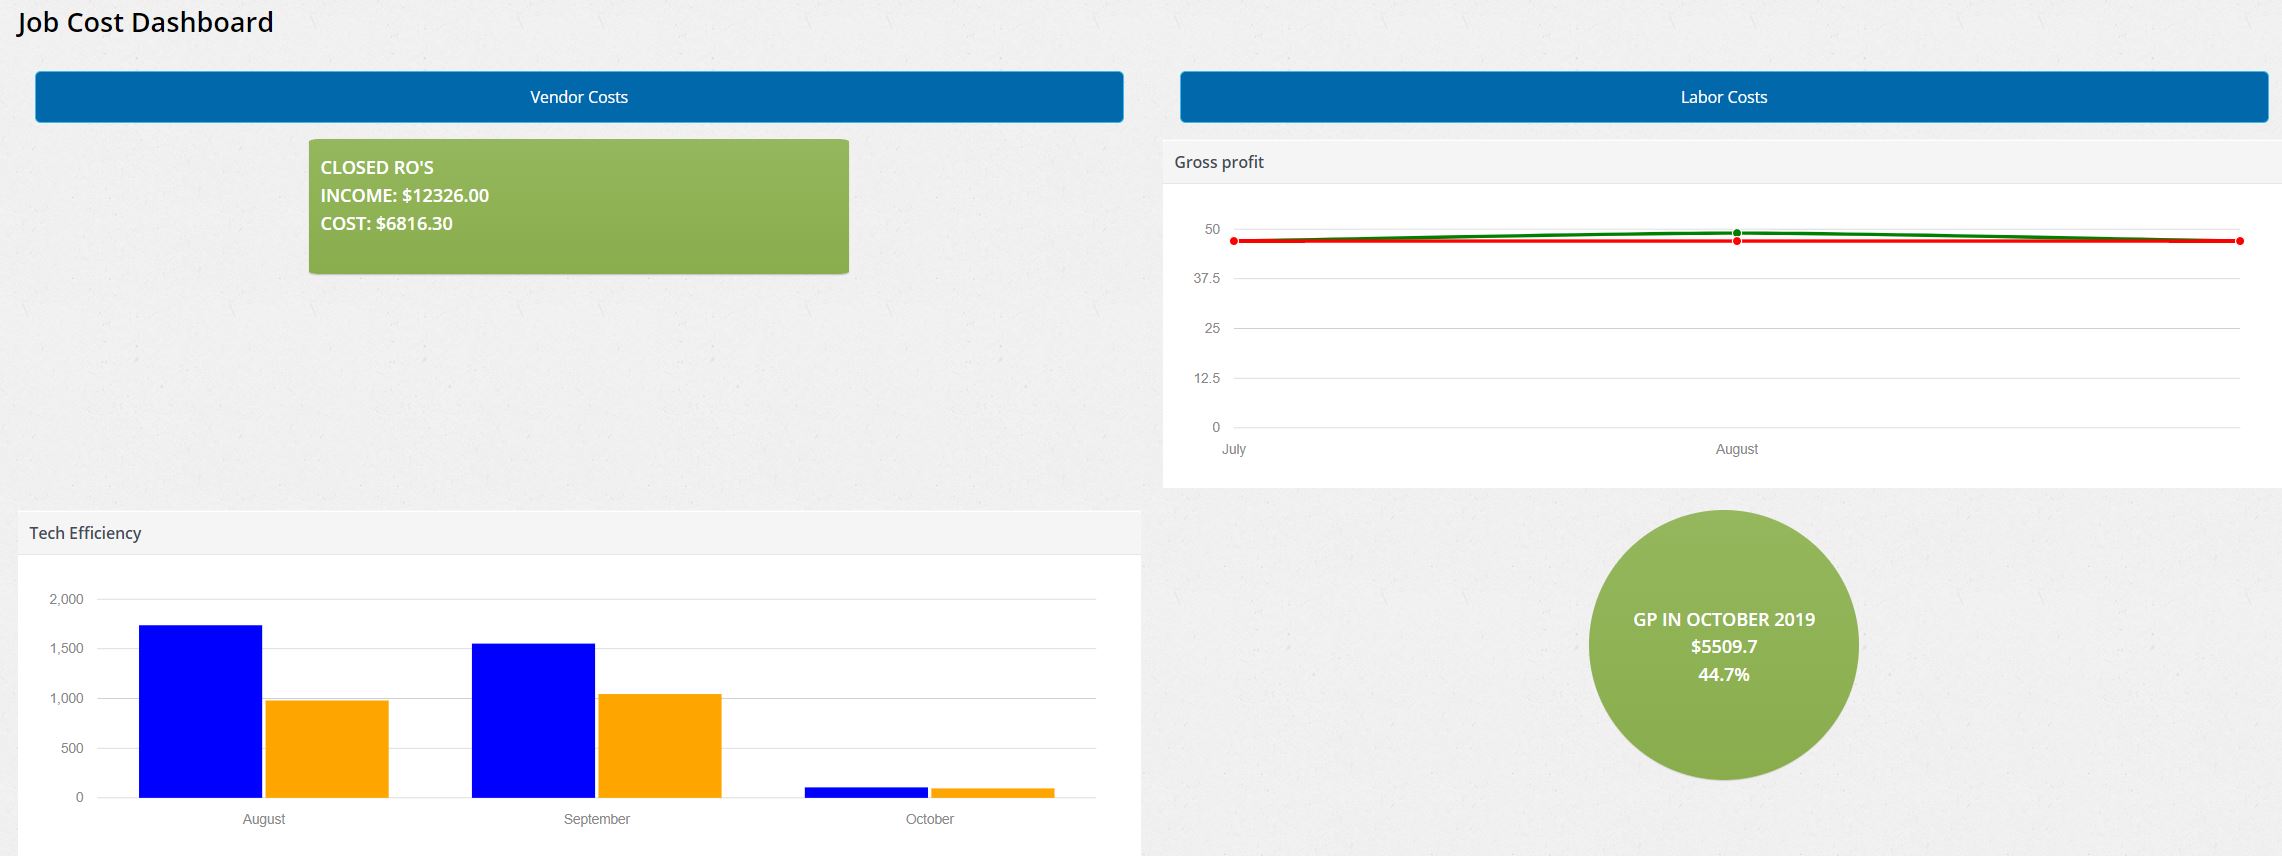 Job Cost Dashboard
Vendor Costs
Labor Costs
CLOSED RO'S
INCOME: $12326.00
COST: $6816.30
Gross profit
50
37.5
25
12.5
0
July
August
Tech Efficiency
2,000
1,500
1,000
500
0
August
September
October
GP IN OCTOBER 2019
$5509.7
44.7%